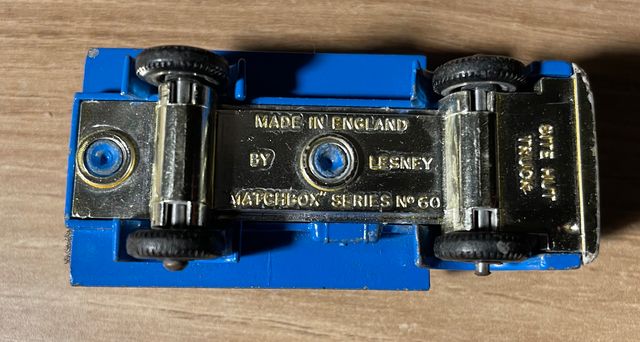 MADE IN ENGLAND
BY LESNEY
"MATCHBOX" SERIES Nº 60
SITE HUT
TRUCK